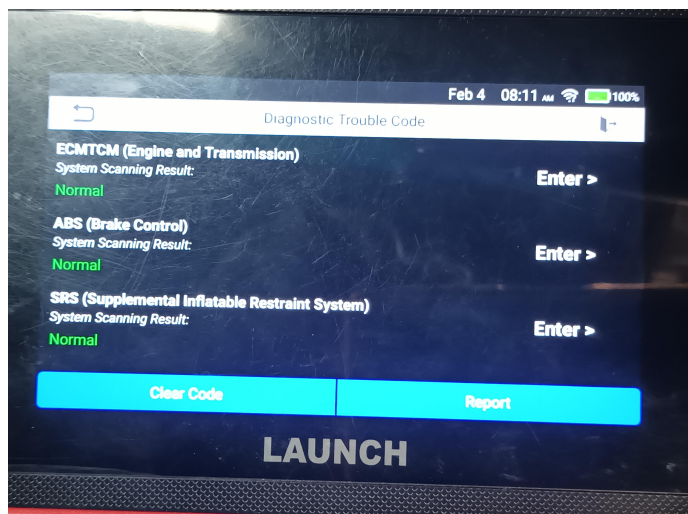 Feb 4 08:11 AM 100%
Diagnostic Trouble Code
ECMTCM (Engine and Transmission)
System Scanning Result:
Normal
Enter >
ABS (Brake Control)
System Scanning Result:
Normal
Enter >
SRS (Supplemental Inflatable Restraint System)
System Scanning Result:
Normal
Enter >
Clear Code
Report
LAUNCH